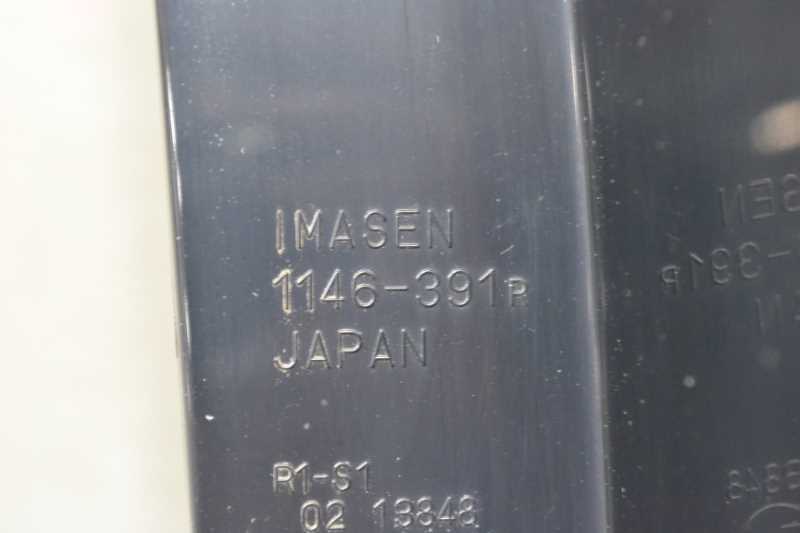 IMASEN
1146-391R
JAPAN
R1-S1
02 13848